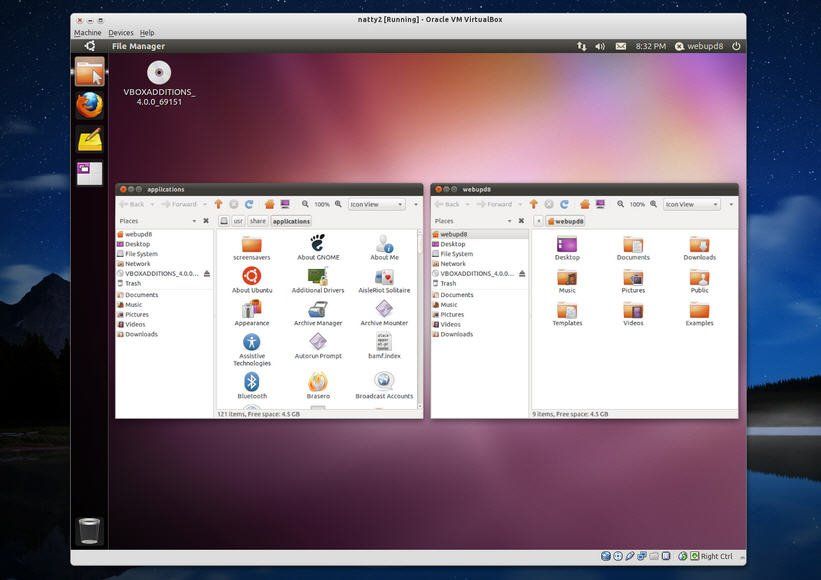 natty2 [Running] - Oracle VM VirtualBox
Machine Devices Help
File Manager 8:32 PM webupd8
VBOXADDITIONS_
4.0.0_69151
applications
Back Forward 100% Icon View
Places usr share applications
webupd8
Desktop
File System
Network
VBOXADDITIONS_4.0.0...
Trash
Documents
Music
Pictures
Videos
Downloads
screensavers About GNOME About Me
About Ubuntu Additional Drivers AisleRiot Solitaire
Appearance Archive Manager Archive Mounter
Assistive
Technologies Autorun Prompt bamf.index
Bluetooth Brasero Broadcast Accounts
121 items, Free space: 4.5 GB
webupd8
Back Forward 100% Icon View
Places webupd8
webupd8
Desktop
File System
Network
VBOXADDITIONS_4.0.0...
Trash
Documents
Music
Pictures
Videos
Downloads
Desktop Documents Downloads
Music Pictures Public
Templates Videos Examples
9 items, Free space: 4.5 GB
Right Ctrl